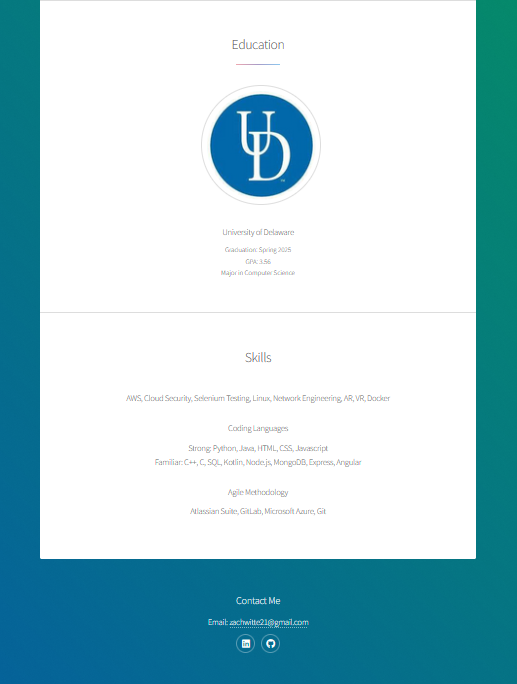 Education
UD
University of Delaware
Graduation: Spring 2025
GPA: 3.56
Major in Computer Science
Skills
AWS, Cloud Security, Selenium Testing, Linux, Network Engineering, AR, VR, Docker
Coding Languages
Strong: Python, Java, HTML, CSS, Javascript
Familiar: C++, C, SQL, Kotlin, Node.js, MongoDB, Express, Angular
Agile Methodology
Atlassian Suite, GitLab, Microsoft Azure, Git
Contact Me
Email: zachwitte21@gmail.com
in